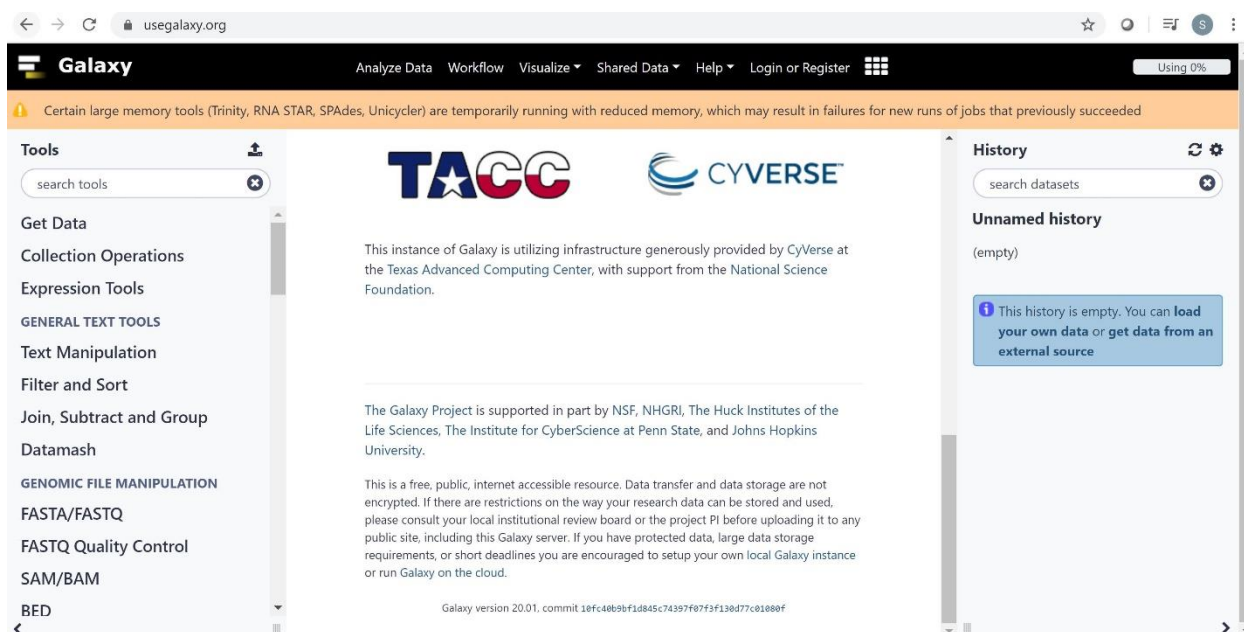 usegalaxy.org
S
Galaxy
Analyze Data Workflow Visualize Shared Data Help Login or Register
Using 0%
Certain large memory tools (Trinity, RNA STAR, SPAdes, Unicycler) are temporarily running with reduced memory, which may result in failures for new runs of jobs that previously succeeded
Tools
search tools
Get Data
Collection Operations
Expression Tools
GENERAL TEXT TOOLS
Text Manipulation
Filter and Sort
Join, Subtract and Group
Datamash
GENOMIC FILE MANIPULATION
FASTA/FASTQ
FASTQ Quality Control
SAM/BAM
BED
TACC
CYVERSE™
This instance of Galaxy is utilizing infrastructure generously provided by CyVerse at
the Texas Advanced Computing Center, with support from the National Science
Foundation.
The Galaxy Project is supported in part by NSF, NHGRI, The Huck Institutes of the
Life Sciences, The Institute for CyberScience at Penn State, and Johns Hopkins
University.
This is a free, public, internet accessible resource. Data transfer and data storage are not
encrypted. If there are restrictions on the way your research data can be stored and used,
please consult your local institutional review board or the project PI before uploading it to any
public site, including this Galaxy server. If you have protected data, large data storage
requirements, or short deadlines you are encouraged to setup your own local Galaxy instance
or run Galaxy on the cloud.
Galaxy version 20.01, commit 10fc40b9bf1d845c74397f07f3f130d77c01080f
History
search datasets
Unnamed history
(empty)
This history is empty. You can load
your own data or get data from an
external source